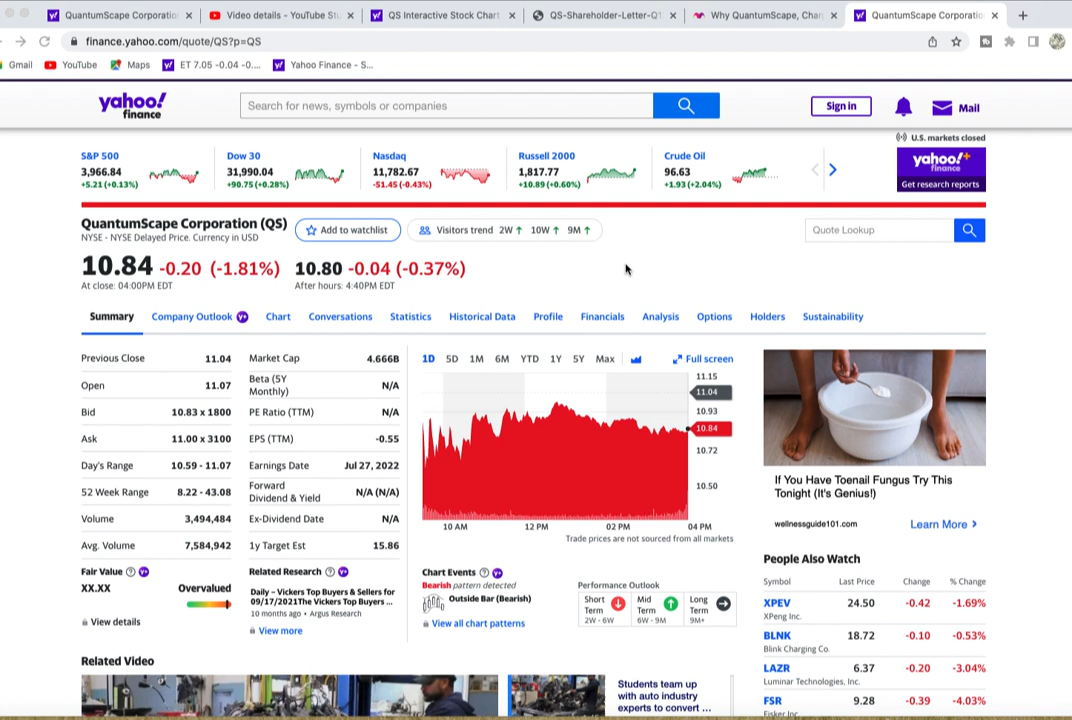 QuantumScape Corporatio
Video details - YouTube Stu
QS Interactive Stock Chart
QS-Shareholder-Letter-Q1
Why QuantumScape, Char
QuantumScape Corporatio
finance.yahoo.com/quote/QS?p=QS
Gmail
YouTube
Maps
ET 7.05 -0.04 -0....
Yahoo Finance - S...
yahoo!
finance
Search for news, symbols or companies
Sign in
Mail
U.S. markets closed
S&P 500
3,966.84
+5.21 (+0.13%)
Dow 30
31,990.04
+90.75 (+0.28%)
Nasdaq
11,782.67
-51.45 (-0.43%)
Russell 2000
1,817.77
+10.89 (+0.60%)
Crude Oil
96.63
+1.93 (+2.04%)
yahoo!+
finance
Get research reports
QuantumScape Corporation (QS)
NYSE - NYSE Delayed Price. Currency in USD
Add to watchlist
Visitors trend 2W ↑ 10W ↑ 9M ↑
Quote Lookup
10.84 -0.20 (-1.81%)
At close: 04:00PM EDT
10.80 -0.04 (-0.37%)
After hours: 4:40PM EDT
Summary
Company Outlook
Chart
Conversations
Statistics
Historical Data
Profile
Financials
Analysis
Options
Holders
Sustainability
Previous Close 11.04
Open 11.07
Bid 10.83 x 1800
Ask 11.00 x 3100
Day's Range 10.59 - 11.07
52 Week Range 8.22 - 43.08
Volume 3,494,484
Avg. Volume 7,584,942
Market Cap 4.666B
Beta (5Y
Monthly) N/A
PE Ratio (TTM) N/A
EPS (TTM) -0.55
Earnings Date Jul 27, 2022
Forward
Dividend & Yield N/A (N/A)
Ex-Dividend Date N/A
1y Target Est 15.86
1D 5D 1M 6M YTD 1Y 5Y Max
Full screen
11.15
11.04
10.93
10.84
10.72
10.50
10 AM 12 PM 02 PM 04 PM
Trade prices are not sourced from all markets
Fair Value
XX.XX
Overvalued
View details
Related Research
Daily – Vickers Top Buyers & Sellers for
09/17/2021The Vickers Top Buyers ...
10 months ago • Argus Research
View more
Chart Events
Bearish pattern detected
Outside Bar (Bearish)
View all chart patterns
Performance Outlook
Short
Term
2W - 6W
Mid
Term
6W - 9M
Long
Term
9M+
If You Have Toenail Fungus Try This
Tonight (It's Genius!)
wellnessguide101.com
Learn More
People Also Watch
Symbol Last Price Change % Change
XPEV 24.50 -0.42 -1.69%
XPeng Inc.
BLNK 18.72 -0.10 -0.53%
Blink Charging Co.
LAZR 6.37 -0.20 -3.04%
Luminar Technologies, Inc.
FSR 9.28 -0.39 -4.03%
Fisker Inc.
Related Video
Students team up
with auto industry
experts to convert ...